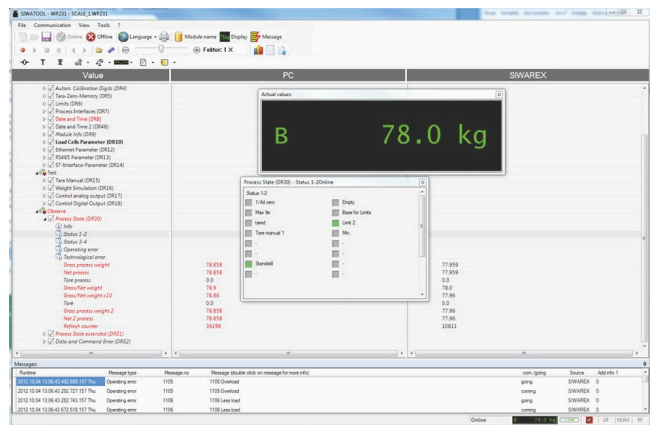 SIWATOOL - WP231 - SCALE_1.WP231
File Communication View Tools ?
Online Offline Language Module name Display Message
Faktor: 1 X
T
Value PC SIWAREX
Autom. Calibration Digits (DR4)
Tara-Zero-Memory (DR5)
Limits (DR6)
Process Interfaces (DR7)
Date and Time (DR8)
Date and Time 2 (DR48)
Module Info (DR9)
Load Cells Parameter (DR10)
Ethernet Parameter (DR12)
RS485 Parameter (DR13)
S7-Interface-Parameter (DR14)
Test
Tara Manual (DR15)
Weight Simulation (DR16)
Control analog output (DR17)
Control Digital Output (DR18)
Observe
Process State (DR30)
Info
Status 1-2
Status 3-4
Operating error
Technological error
Gross process weight 78.858 77.959
Net process 78.858 77.959
Tare process 0.0 0.0
Gross/Net weight 78.9 78.0
Gross/Net weight x10 78.86 77.96
Tare 0.0 0.0
Gross process weight 2 78.858 77.96
Net 2 process 78.858 77.96
Refresh counter 39198 10811
Process State extended (DR31)
Data and Command Error (DR32)
Actual values
B 78.0 kg
Process State (DR30) - Status 1-2Online
Status 1-2
1/4d zero Empty
Max 9e Base for Limits
tared Limit 2
Tare manual 1 Min.
- -
- -
Standstill -
- -
Messages:
Runtime Message type Message no Message (double click on message for more info) com./going Source Add info 1
2012.10.04 13:06:43 492.609.157 Thu Operating error 1105 1105 Overload going SIWAREX 0
2012.10.04 13:06:43 292.727.157 Thu Operating error 1105 1105 Overload coming SIWAREX 0
2012.10.04 13:06:43 202.743.157 Thu Operating error 1106 1106 Less load going SIWAREX 0
2012.10.04 13:06:42 672.518.157 Thu Operating error 1106 1106 Less load coming SIWAREX 0
Online B 78.0 kg UF NUM RF